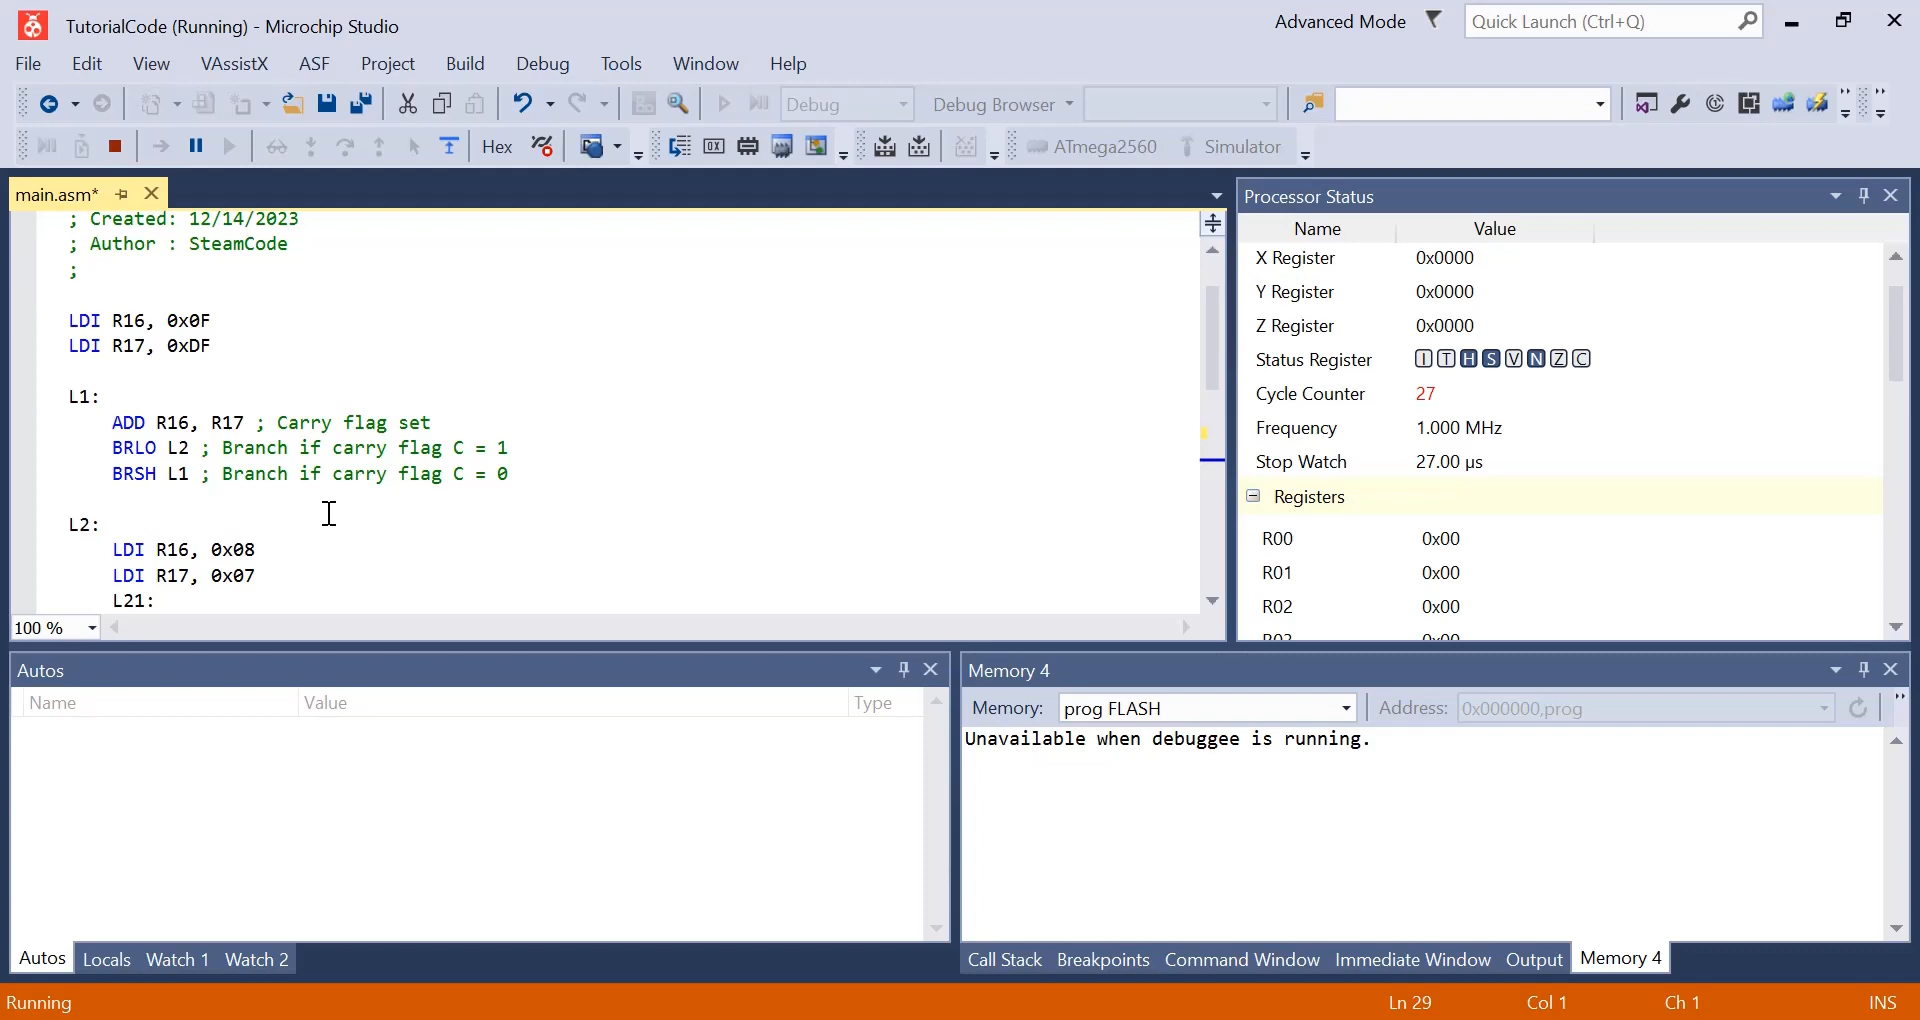 TutorialCode (Running) - Microchip Studio
Advanced Mode
Quick Launch (Ctrl+Q)
File Edit View VAssistX ASF Project Build Debug Tools Window Help
Debug
Debug Browser
Hex
ATmega2560
Simulator
main.asm*
; Created: 12/14/2023
; Author : SteamCode
;
LDI R16, 0x0F
LDI R17, 0xDF
L1:
ADD R16, R17 ; Carry flag set
BRLO L2 ; Branch if carry flag C = 1
BRSH L1 ; Branch if carry flag C = 0
L2:
LDI R16, 0x08
LDI R17, 0x07
L21:
100 %
Processor Status
Name Value
X Register 0x0000
Y Register 0x0000
Z Register 0x0000
Status Register I T H S V N Z C
Cycle Counter 27
Frequency 1.000 MHz
Stop Watch 27.00 µs
Registers
R00 0x00
R01 0x00
R02 0x00
R03 0x00
Autos
Name Value Type
Autos Locals Watch 1 Watch 2
Memory 4
Memory: prog FLASH Address: 0x000000,prog
Unavailable when debuggee is running.
Call Stack Breakpoints Command Window Immediate Window Output Memory 4
Running
Ln 29 Col 1 Ch 1 INS